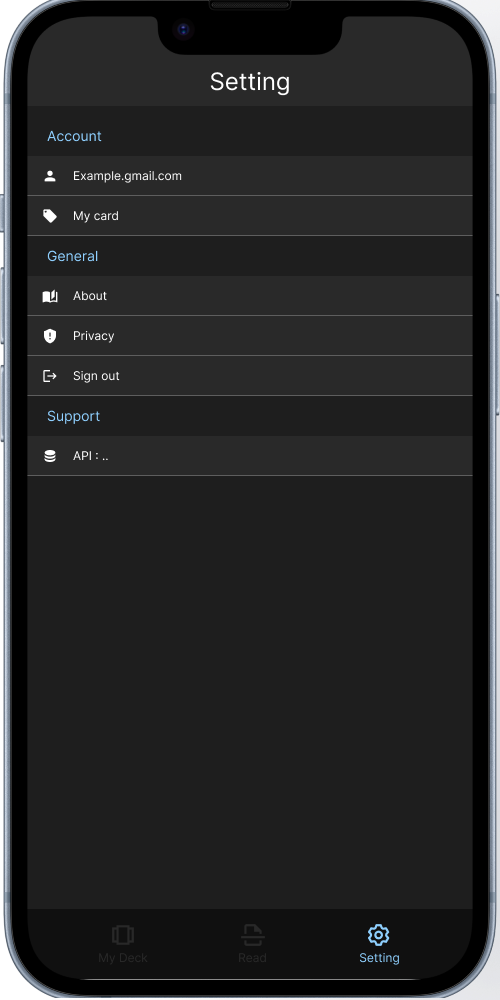 Setting
Account
Example.gmail.com
My card
General
About
Privacy
Sign out
Support
API : ..
My Deck
Read
Setting